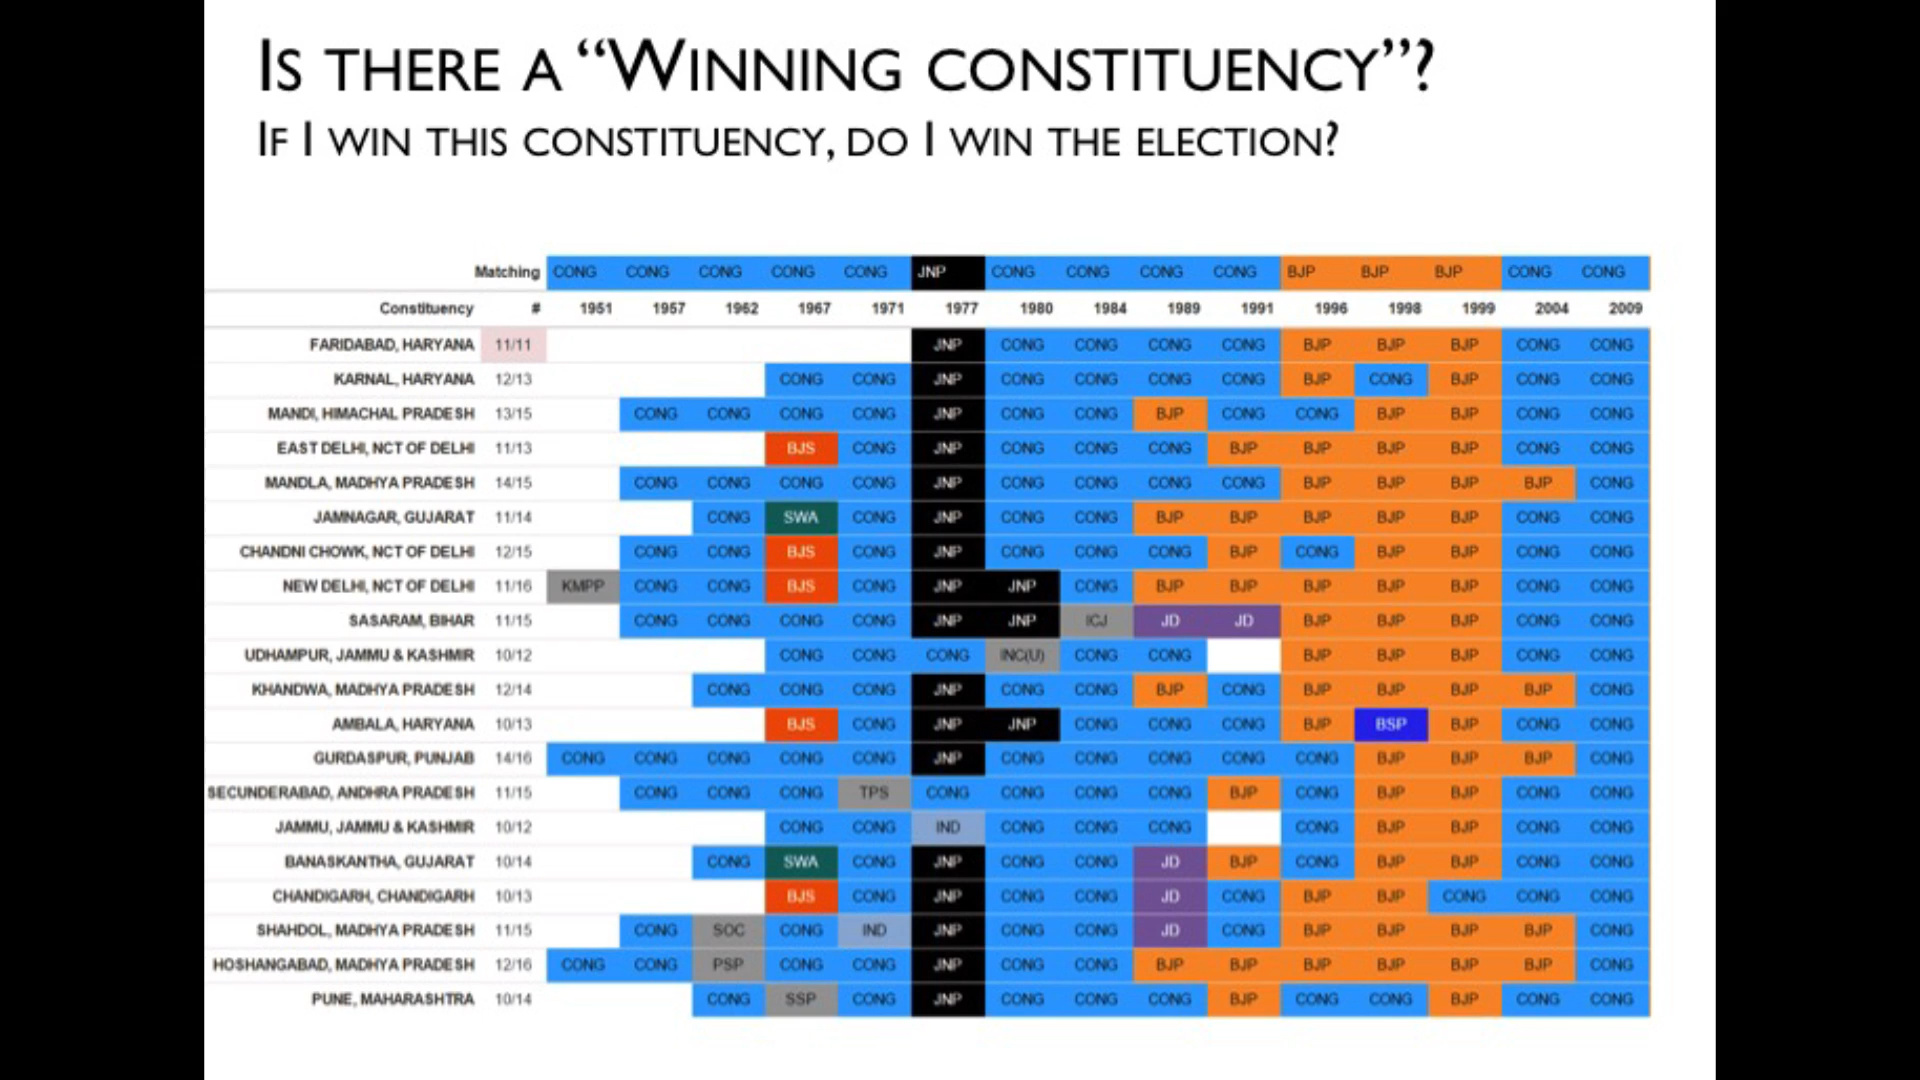 IS THERE A “WINNING CONSTITUENCY”?
IF I WIN THIS CONSTITUENCY, DO I WIN THE ELECTION?
Matching CONG CONG CONG CONG CONG JNP CONG CONG CONG CONG BJP BJP BJP CONG CONG
Constituency # 1951 1957 1962 1967 1971 1977 1980 1984 1989 1991 1996 1998 1999 2004 2009
FARIDABAD, HARYANA 11/11 JNP CONG CONG CONG CONG BJP BJP BJP CONG CONG
KARNAL, HARYANA 12/13 CONG CONG JNP CONG CONG CONG CONG BJP CONG BJP CONG CONG
MANDI, HIMACHAL PRADESH 13/15 CONG CONG CONG CONG JNP CONG CONG BJP CONG CONG BJP BJP CONG CONG
EAST DELHI, NCT OF DELHI 11/13 BJS CONG JNP CONG CONG CONG BJP BJP BJP BJP CONG CONG
MANDLA, MADHYA PRADESH 14/15 CONG CONG CONG CONG JNP CONG CONG CONG CONG BJP BJP BJP BJP CONG
JAMNAGAR, GUJARAT 11/14 CONG SWA CONG JNP CONG CONG BJP BJP BJP BJP BJP CONG CONG
CHANDNI CHOWK, NCT OF DELHI 12/15 CONG CONG BJS CONG JNP CONG CONG CONG BJP CONG BJP BJP CONG CONG
NEW DELHI, NCT OF DELHI 11/16 KMPP CONG CONG BJS CONG JNP JNP CONG BJP BJP BJP BJP BJP CONG CONG
SASARAM, BIHAR 11/15 CONG CONG CONG CONG JNP JNP ICJ JD JD BJP BJP BJP CONG CONG
UDHAMPUR, JAMMU & KASHMIR 10/12 CONG CONG CONG INC(U) CONG CONG BJP BJP BJP CONG CONG
KHANDWA, MADHYA PRADESH 12/14 CONG CONG CONG JNP CONG CONG BJP CONG BJP BJP BJP BJP CONG
AMBALA, HARYANA 10/13 BJS CONG JNP JNP CONG CONG CONG BJP BSP BJP CONG CONG
GURDASPUR, PUNJAB 14/16 CONG CONG CONG CONG CONG JNP CONG CONG CONG CONG CONG BJP BJP BJP CONG
SECUNDERABAD, ANDHRA PRADESH 11/15 CONG CONG CONG TPS CONG CONG CONG CONG BJP CONG BJP BJP CONG CONG
JAMMU, JAMMU & KASHMIR 10/12 CONG CONG IND CONG CONG CONG CONG BJP BJP CONG CONG
BANASKANTHA, GUJARAT 10/14 CONG SWA CONG JNP CONG CONG JD BJP CONG BJP BJP CONG CONG
CHANDIGARH, CHANDIGARH 10/13 BJS CONG JNP CONG CONG JD CONG BJP BJP CONG CONG CONG
SHAHDOL, MADHYA PRADESH 11/15 CONG SOC CONG IND JNP CONG CONG JD CONG BJP BJP BJP BJP CONG
HOSHANGABAD, MADHYA PRADESH 12/16 CONG CONG PSP CONG CONG JNP CONG CONG BJP BJP BJP BJP BJP BJP CONG
PUNE, MAHARASHTRA 10/14 CONG SSP CONG JNP CONG CONG CONG BJP CONG CONG BJP CONG CONG